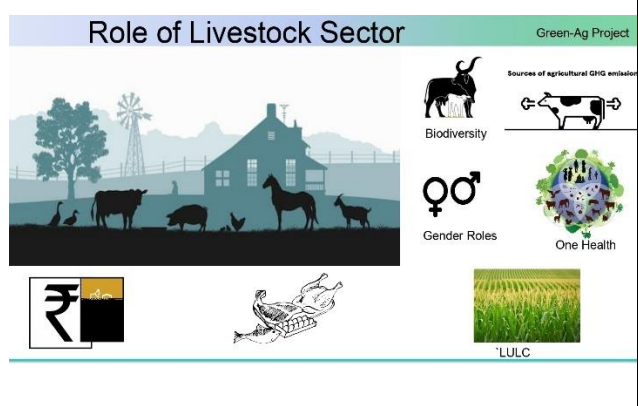 Role of Livestock Sector
Green-Ag Project
Sources of agricultural GHG emission
Biodiversity
Gender Roles
One Health
₹
`LULC